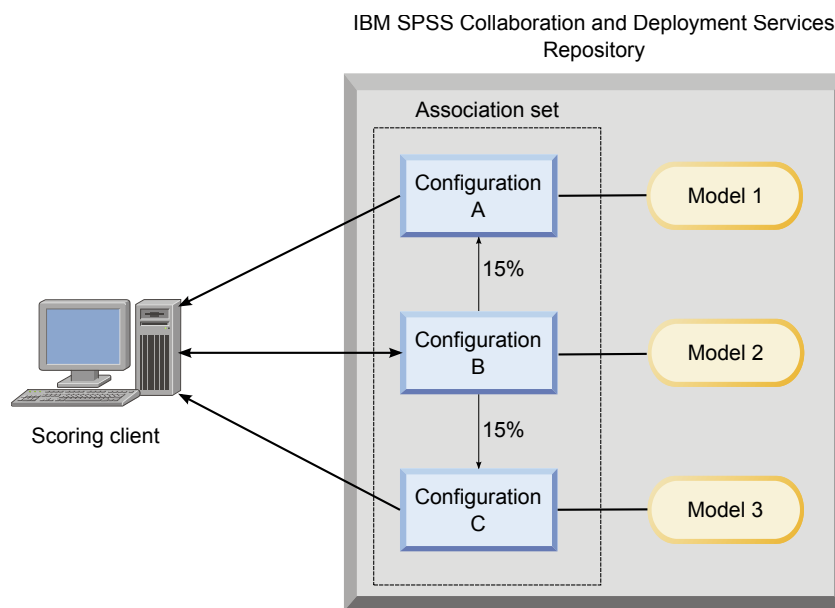 IBM SPSS Collaboration and Deployment Services
Repository
Association set
Configuration
A
Model 1
15%
Configuration
B
Model 2
Scoring client
15%
Configuration
C
Model 3